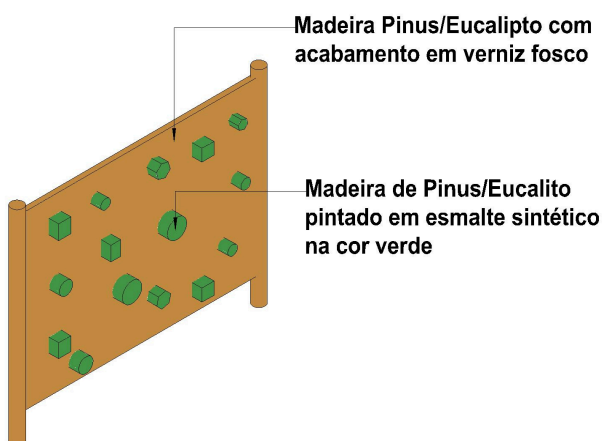 Madeira Pinus/Eucalipto com
acabamento em verniz fosco
Madeira de Pinus/Eucalito
pintado em esmalte sintético
na cor verde